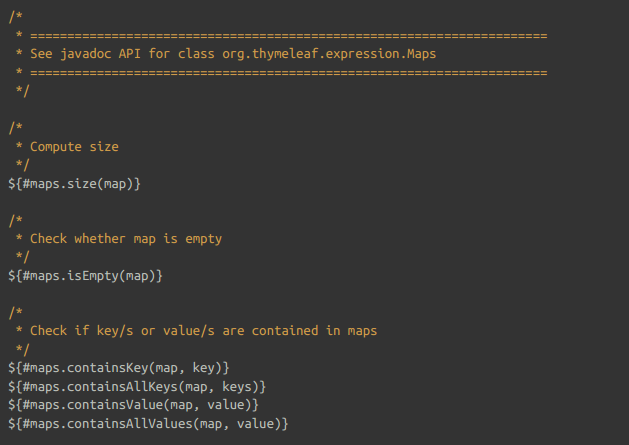 /*
 * ======================================================================
 * See javadoc API for class org.thymeleaf.expression.Maps
 * ======================================================================
 */
/*
 * Compute size
 */
${#maps.size(map)}
/*
 * Check whether map is empty
 */
${#maps.isEmpty(map)}
/*
 * Check if key/s or value/s are contained in maps
 */
${#maps.containsKey(map, key)}
${#maps.containsAllKeys(map, keys)}
${#maps.containsValue(map, value)}
${#maps.containsAllValues(map, value)}